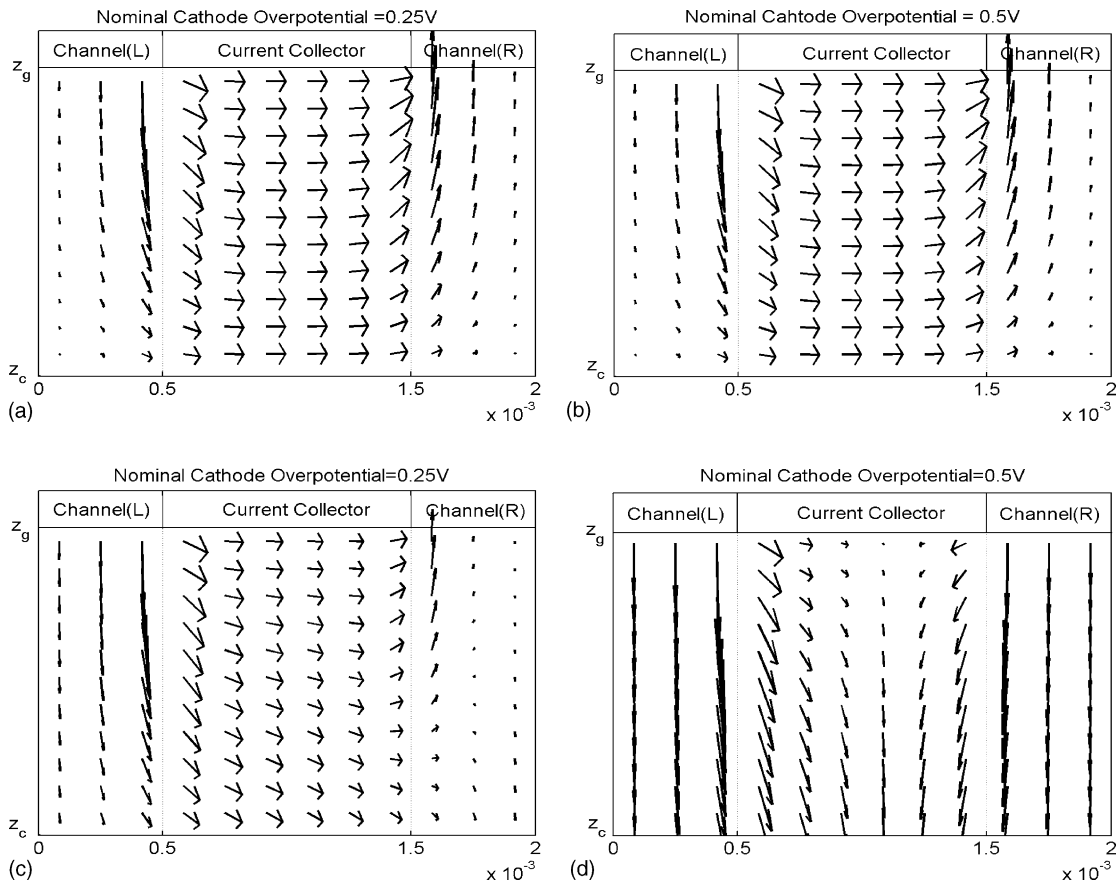 Nominal Cathode Overpotential =0.25V
Channel(L) Current Collector Channel(R)
z_g
z_c
0 0.5 1.5 2
x 10^-3
(a)
Nominal Cahtode Overpotential = 0.5V
Channel(L) Current Collector Channel(R)
z_g
z_c
0 0.5 1.5 2
x 10^-3
(b)
Nominal Cathode Overpotential=0.25V
Channel(L) Current Collector Channel(R)
z_g
z_c
0 0.5 1.5 2
x 10^-3
(c)
Nominal Cathode Overpotential=0.5V
Channel(L) Current Collector Channel(R)
z_g
z_c
0 0.5 1.5 2
x 10^-3
(d)